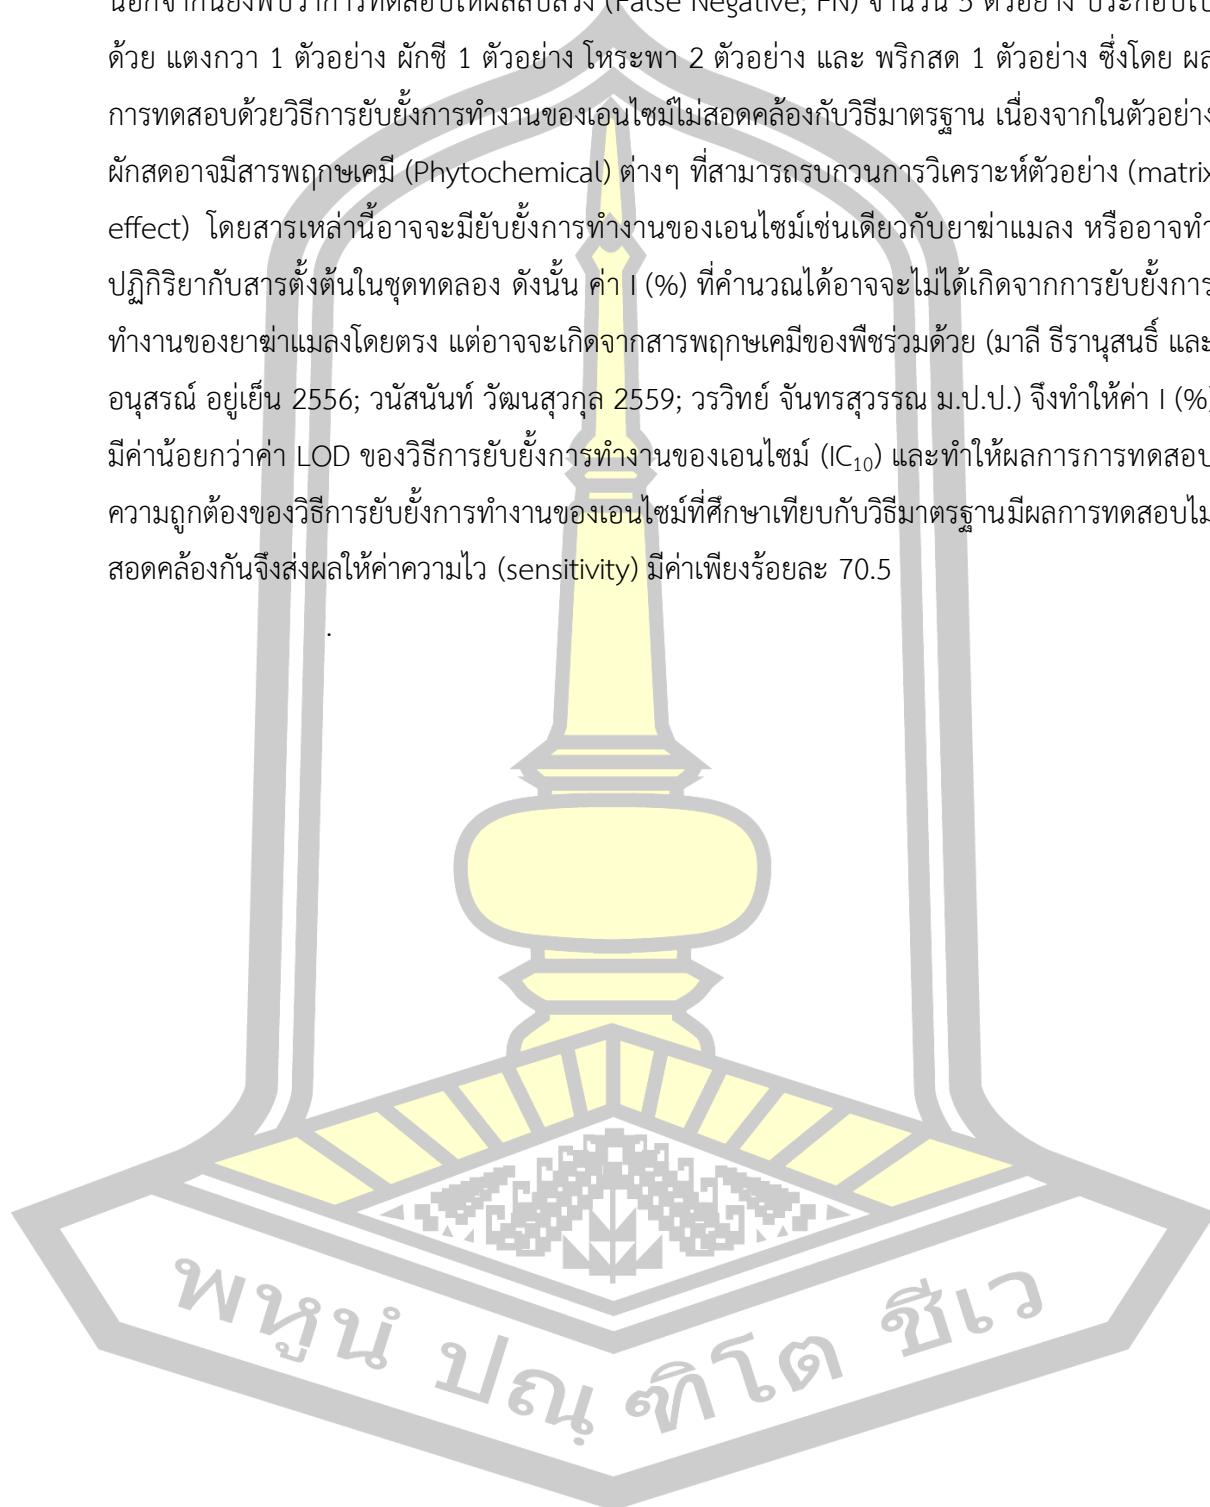 นอกจากนี้ยังพบว่าการทดสอบให้ผลลบลวง (False Negative; FN) จำนวน 5 ตัวอย่าง ประกอบไป
ด้วย แตงกวา 1 ตัวอย่าง ผักชี 1 ตัวอย่าง โหระพา 2 ตัวอย่าง และ พริกสด 1 ตัวอย่าง ซึ่งโดย ผล
การทดสอบด้วยวิธีการยับยั้งการทำงานของเอนไซม์ไม่สอดคล้องกับวิธีมาตรฐาน เนื่องจากในตัวอย่าง
ผักสดอาจมีสารพฤกษเคมี (Phytochemical) ต่างๆ ที่สามารถรบกวนการวิเคราะห์ตัวอย่าง (matrix
effect) โดยสารเหล่านี้อาจจะมียับยั้งการทำงานของเอนไซม์เช่นเดียวกับยาฆ่าแมลง หรืออาจทำ
ปฏิกิริยากับสารตั้งต้นในชุดทดลอง ดังนั้น ค่า I (%) ที่คำนวณได้อาจจะไม่ได้เกิดจากการยับยั้งการ
ทำงานของยาฆ่าแมลงโดยตรง แต่อาจจะเกิดจากสารพฤกษเคมีของพืชร่วมด้วย (มาลี ธีรานุสนธิ์ และ
อนุสรณ์ อยู่เย็น 2556; วนัสนันท์ วัฒนสุวกุล 2559; วรวิทย์ จันทรสุวรรณ ม.ป.ป.) จึงทำให้ค่า I (%)
มีค่าน้อยกว่าค่า LOD ของวิธีการยับยั้งการทำงานของเอนไซม์ (IC₁₀) และทำให้ผลการการทดสอบ
ความถูกต้องของวิธีการยับยั้งการทำงานของเอนไซม์ที่ศึกษาเทียบกับวิธีมาตรฐานมีผลการทดสอบไม่
สอดคล้องกันจึงส่งผลให้ค่าความไว (sensitivity) มีค่าเพียงร้อยละ 70.5
.
พหูนํ ปณฺฑิโต ชีเว